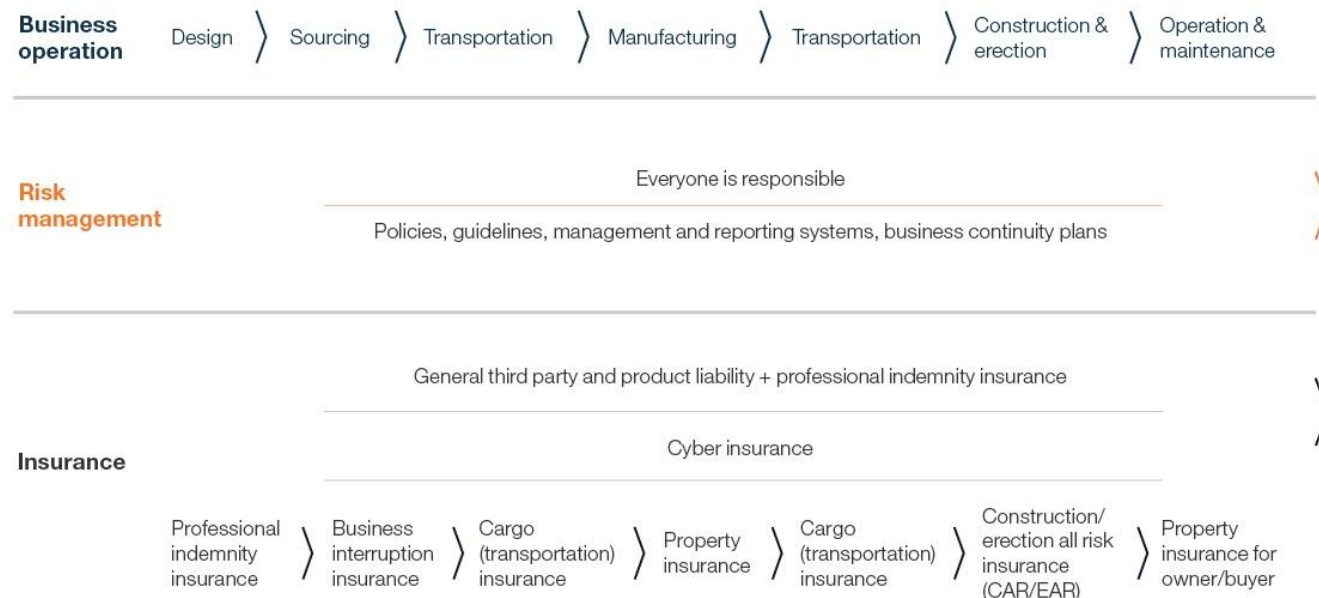 Business
operation
Design
Sourcing
Transportation
Manufacturing
Transportation
Construction &
erection
Operation &
maintenance
Risk
management
Everyone is responsible
Policies, guidelines, management and reporting systems, business continuity plans
Insurance
General third party and product liability + professional indemnity insurance
Cyber insurance
Professional
indemnity
insurance
Business
interruption
insurance
Cargo
(transportation)
insurance
Property
insurance
Cargo
(transportation)
insurance
Construction/
erection all risk
insurance
(CAR/EAR)
Property
insurance for
owner/buyer